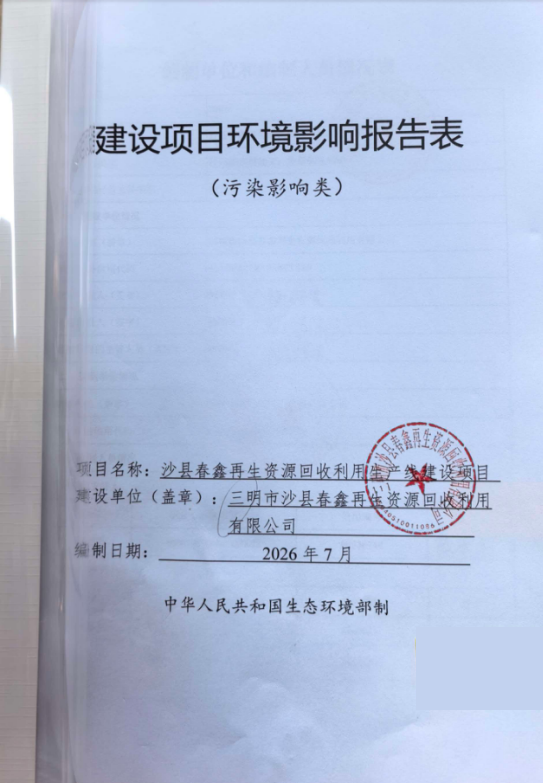 建设项目环境影响报告表
（污染影响类）
项目名称：沙县春鑫再生资源回收利用生产线建设项目
建设单位（盖章）：三明市沙县春鑫再生资源回收利用
有限公司
编制日期：2026年7月
中华人民共和国生态环境部制